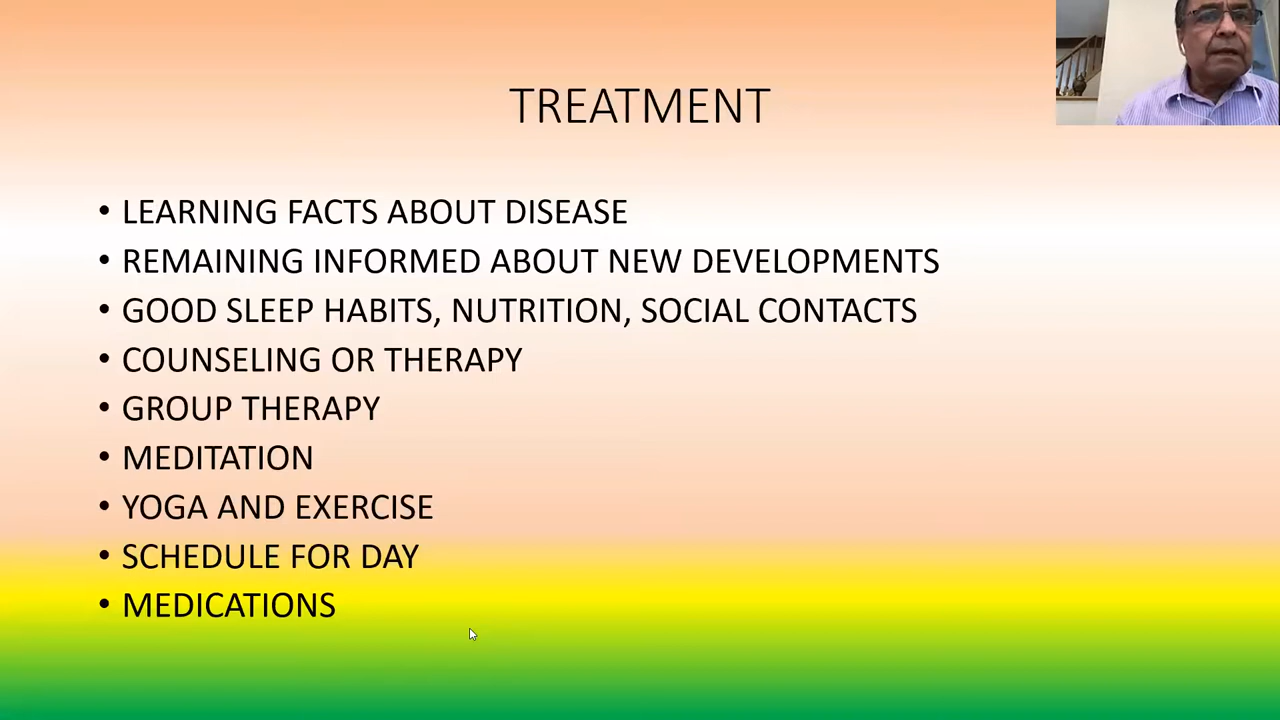 TREATMENT
• LEARNING FACTS ABOUT DISEASE
• REMAINING INFORMED ABOUT NEW DEVELOPMENTS
• GOOD SLEEP HABITS, NUTRITION, SOCIAL CONTACTS
• COUNSELING OR THERAPY
• GROUP THERAPY
• MEDITATION
• YOGA AND EXERCISE
• SCHEDULE FOR DAY
• MEDICATIONS